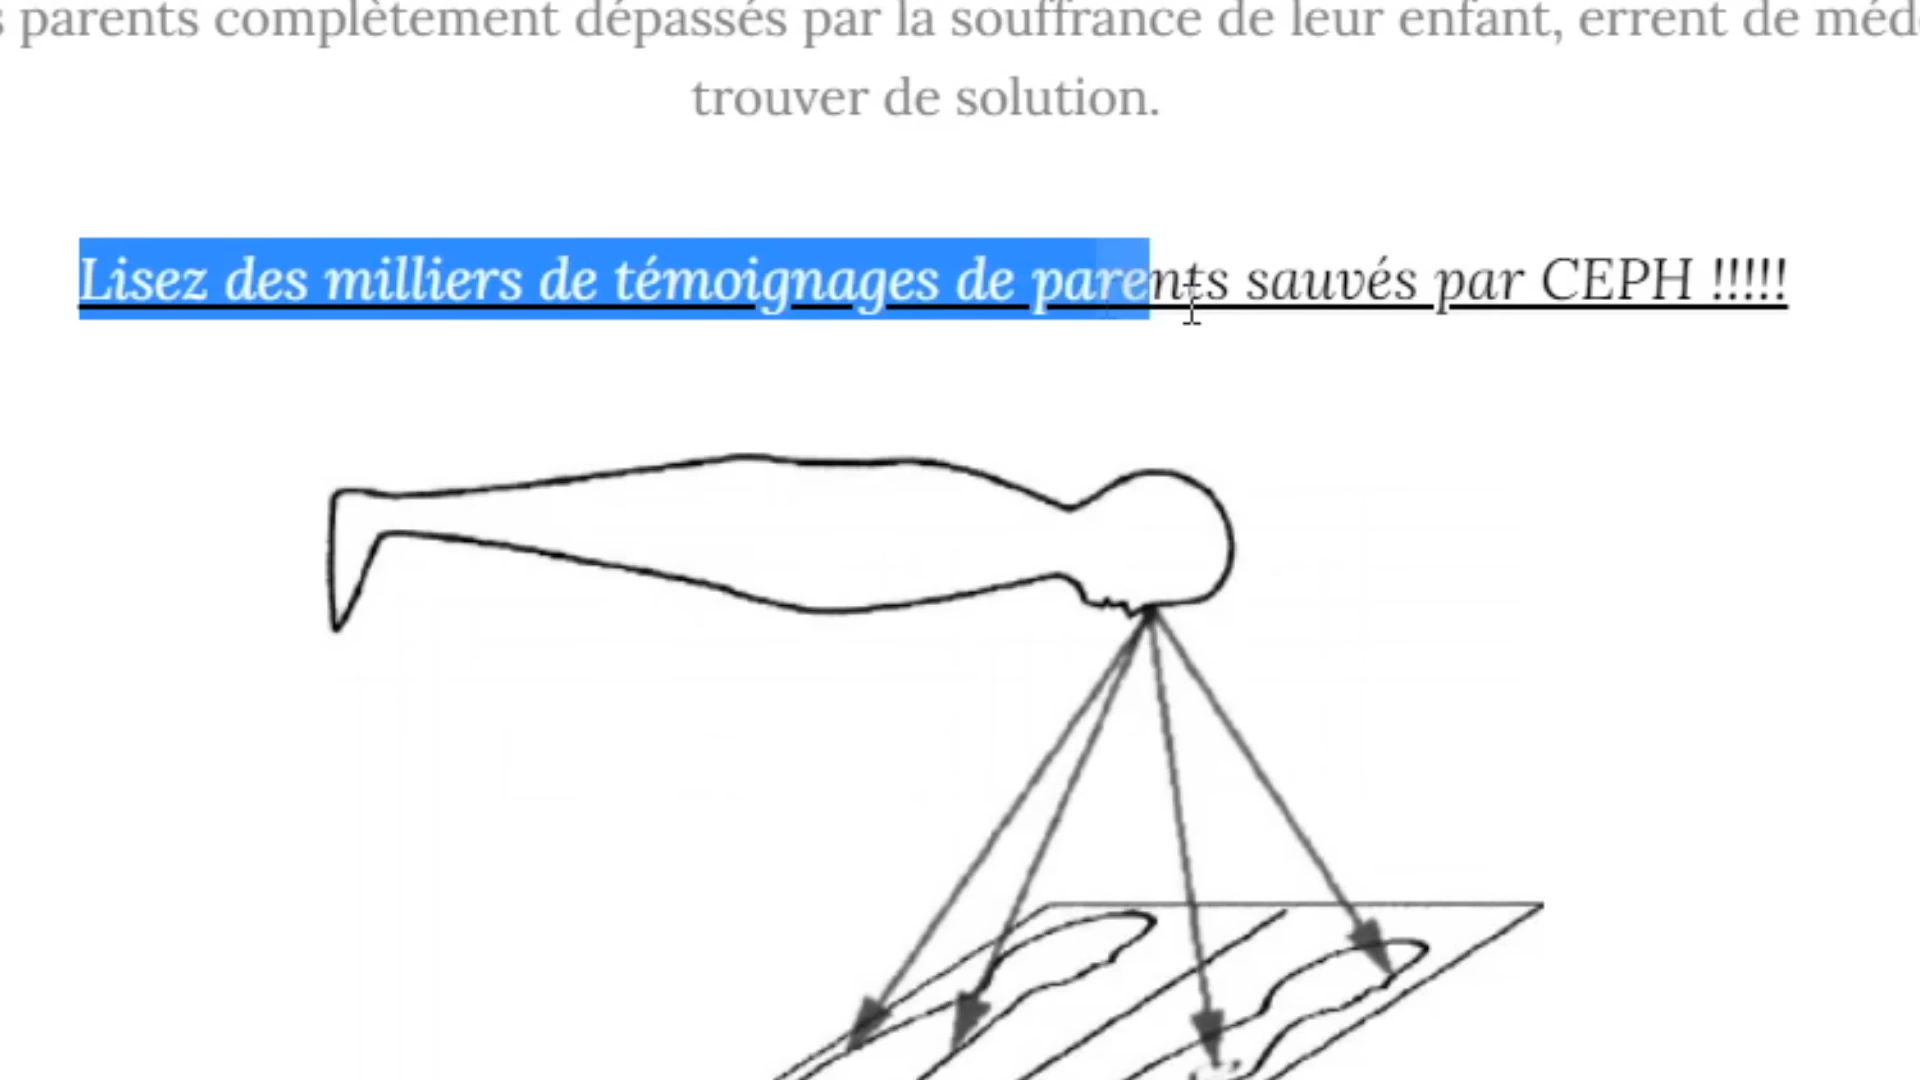 parents complètement dépassés par la souffrance de leur enfant, errent de
trouver de solution.
Lisez des milliers de témoignages de parents sauvés par CEPH !!!!!